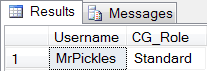 Results Messages
Username CG_Role
1 MrPickles Standard